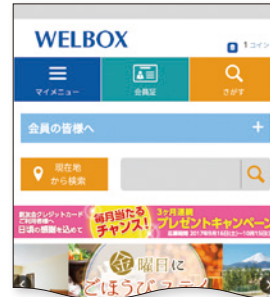 WELBOX
1コイン
マイメニュー
会員証
さがす
会員の皆様へ
+
現在地
から検索
日頃の感謝を込めて
毎月当たる
チャンス!
3ヶ月連続
プレゼントキャンペーン
金曜日に
ごほうび